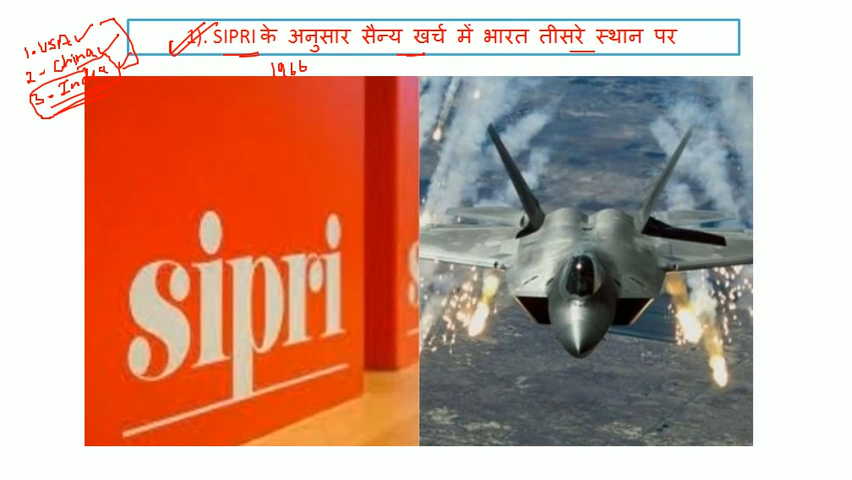 1). SIPRI के अनुसार सैन्य खर्च में भारत तीसरे स्थान पर
1. USA
2 - China
3 - India
1966
sipri